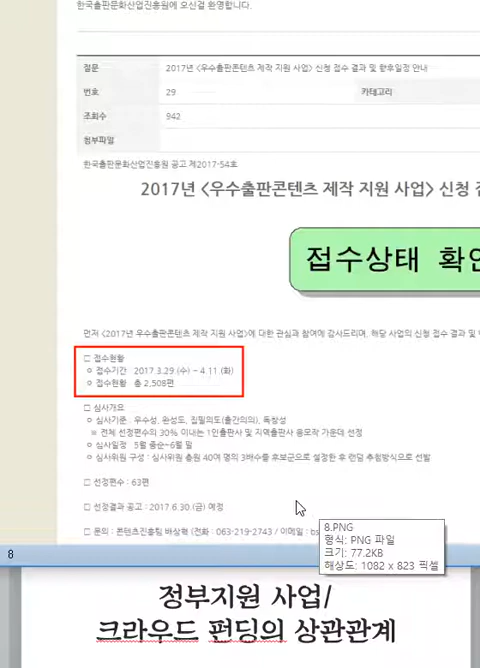 한국출판문화산업진흥원에 오신걸 환영합니다.
질문 2017년 <우수출판콘텐츠 제작 지원 사업> 신청 접수 결과 및 향후일정 안내
번호 29 카테고리
조회수 942
첨부파일
한국출판문화산업진흥원 공고 제2017-54호
2017년 <우수출판콘텐츠 제작 지원 사업> 신청
접수상태 확인
먼저 <2017년 우수출판콘텐츠 제작 지원 사업>에 대한 관심과 참여에 감사드리며, 해당 사업의 신청 접수 결과 및
□ 접수현황
ㅇ 접수기간 2017.3.29.(수) ~ 4.11.(화)
ㅇ 접수현황 총 2,508편
□ 심사개요
ㅇ 심사기준 : 우수성, 완성도, 집필의도(출간의의), 독창성
※ 전체 선정편수의 30% 이내는 1인출판사 및 지역출판사 응모작 가운데 선정
ㅇ 심사일정 : 5월 중순~6월 말
ㅇ 심사위원 구성 : 심사위원 총원 40여 명의 3배수를 후보군으로 설정한 후 랜덤 추첨방식으로 선발
□ 선정편수 : 63편
□ 선정결과 공고 : 2017.6.30.(금) 예정
□ 문의 : 콘텐츠진흥팀 배상혁 (전화 : 063-219-2743 / 이메일 : bs
8.PNG
형식: PNG 파일
크기: 77.2KB
해상도: 1082 x 823 픽셀
8
정부지원 사업/
크라우드 펀딩의 상관관계